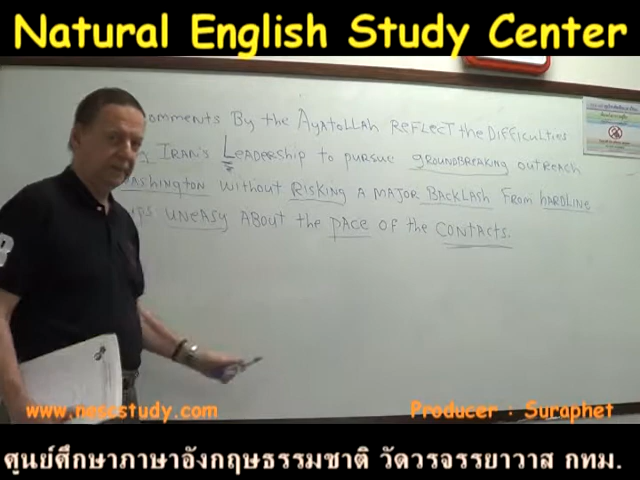 Natural English Study Center
omments By the Ayatollah Reflect the Difficulties
Iran's Leadership to pursue groundbreaking outreach
Washington without Risking A major Backlash From hardline
ups uneasy about the pace of the contacts.
www.nescstudy.com
Producer : Suraphet
ศูนย์ศึกษาภาษาอังกฤษธรรมชาติ วัดวรจรรยาวาส กทม.